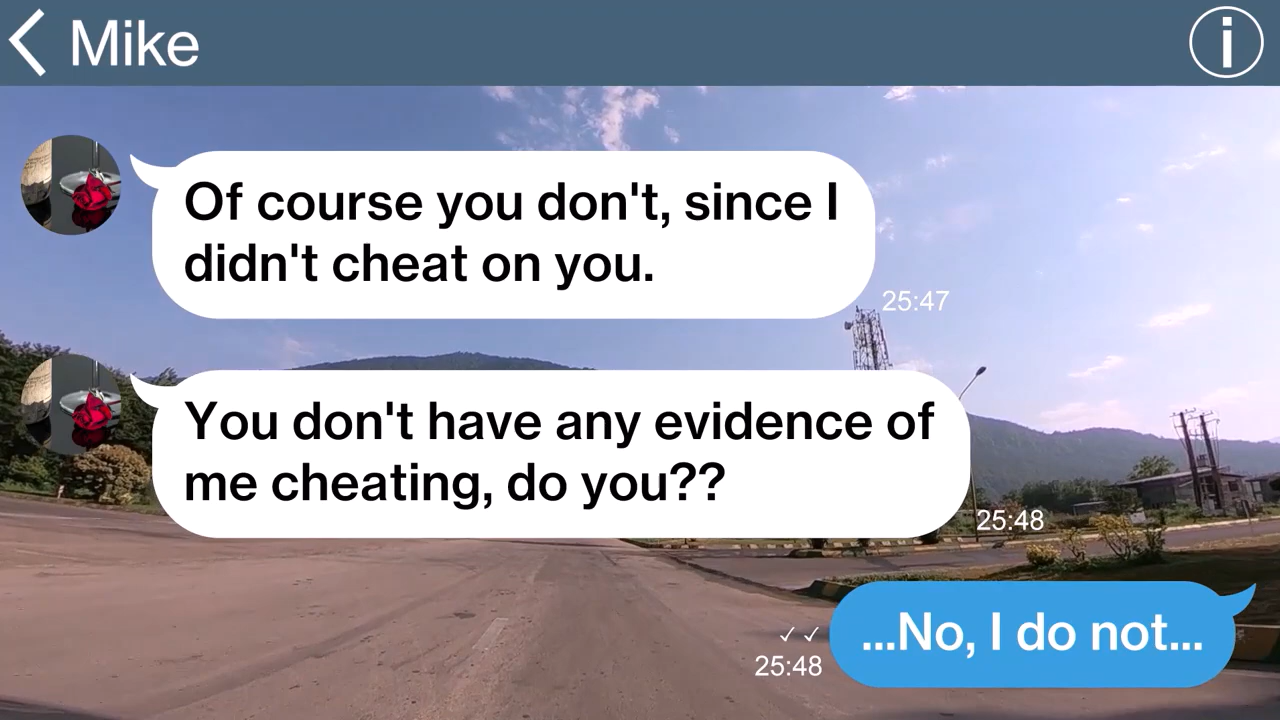 Mike
Of course you don't, since I
didn't cheat on you.
25:47
You don't have any evidence of
me cheating, do you??
25:48
...No, I do not...
25:48